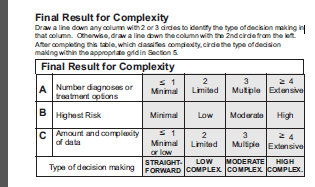 Final Result for Complexity
Draw a line down any column with 2 or 3 circles to identify the type of decision making in
that column. Otherwise, draw a line down the column with the 2nd circle from the left.
After completing this table, which classifies complexity, circle the type of decision
making within the appropriate grid in Section 5.
Final Result for Complexity
A Number diagnoses or treatment options ≤ 1 Minimal 2 Limited 3 Multiple ≥ 4 Extensive
B Highest Risk Minimal Low Moderate High
C Amount and complexity of data ≤ 1 Minimal or low 2 Limited 3 Multiple ≥ 4 Extensive
Type of decision making STRAIGHT-FORWARD LOW COMPLEX. MODERATE COMPLEX. HIGH COMPLEX.